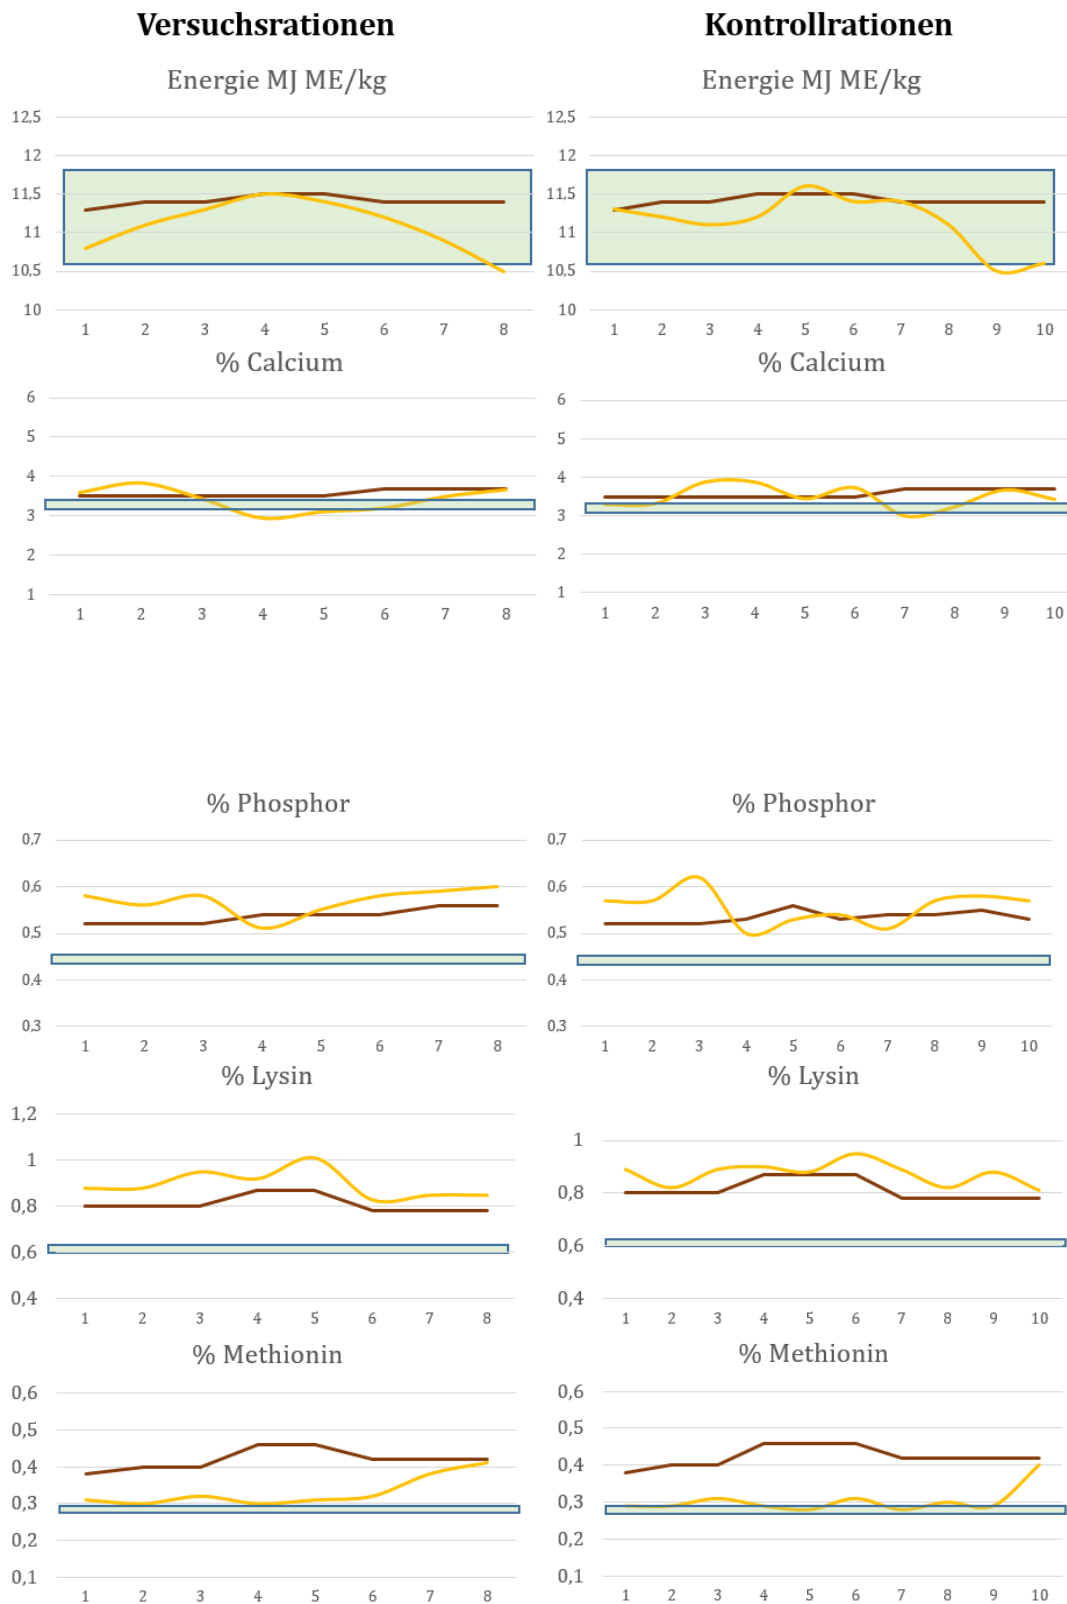 Versuchsrationen
Kontrollrationen
Energie MJ ME/kg
12,5
12
11,5
11
10,5
10
1 2 3 4 5 6 7 8
Energie MJ ME/kg
12,5
12
11,5
11
10,5
10
1 2 3 4 5 6 7 8 9 10
% Calcium
6
5
4
3
2
1
1 2 3 4 5 6 7 8
% Calcium
6
5
4
3
2
1
1 2 3 4 5 6 7 8 9 10
% Phosphor
0,7
0,6
0,5
0,4
0,3
1 2 3 4 5 6 7 8
% Phosphor
0,7
0,6
0,5
0,4
0,3
1 2 3 4 5 6 7 8 9 10
% Lysin
1,2
1
0,8
0,6
0,4
1 2 3 4 5 6 7 8
% Lysin
1
0,8
0,6
0,4
1 2 3 4 5 6 7 8 9 10
% Methionin
0,6
0,5
0,4
0,3
0,2
0,1
1 2 3 4 5 6 7 8
% Methionin
0,6
0,5
0,4
0,3
0,2
0,1
1 2 3 4 5 6 7 8 9 10